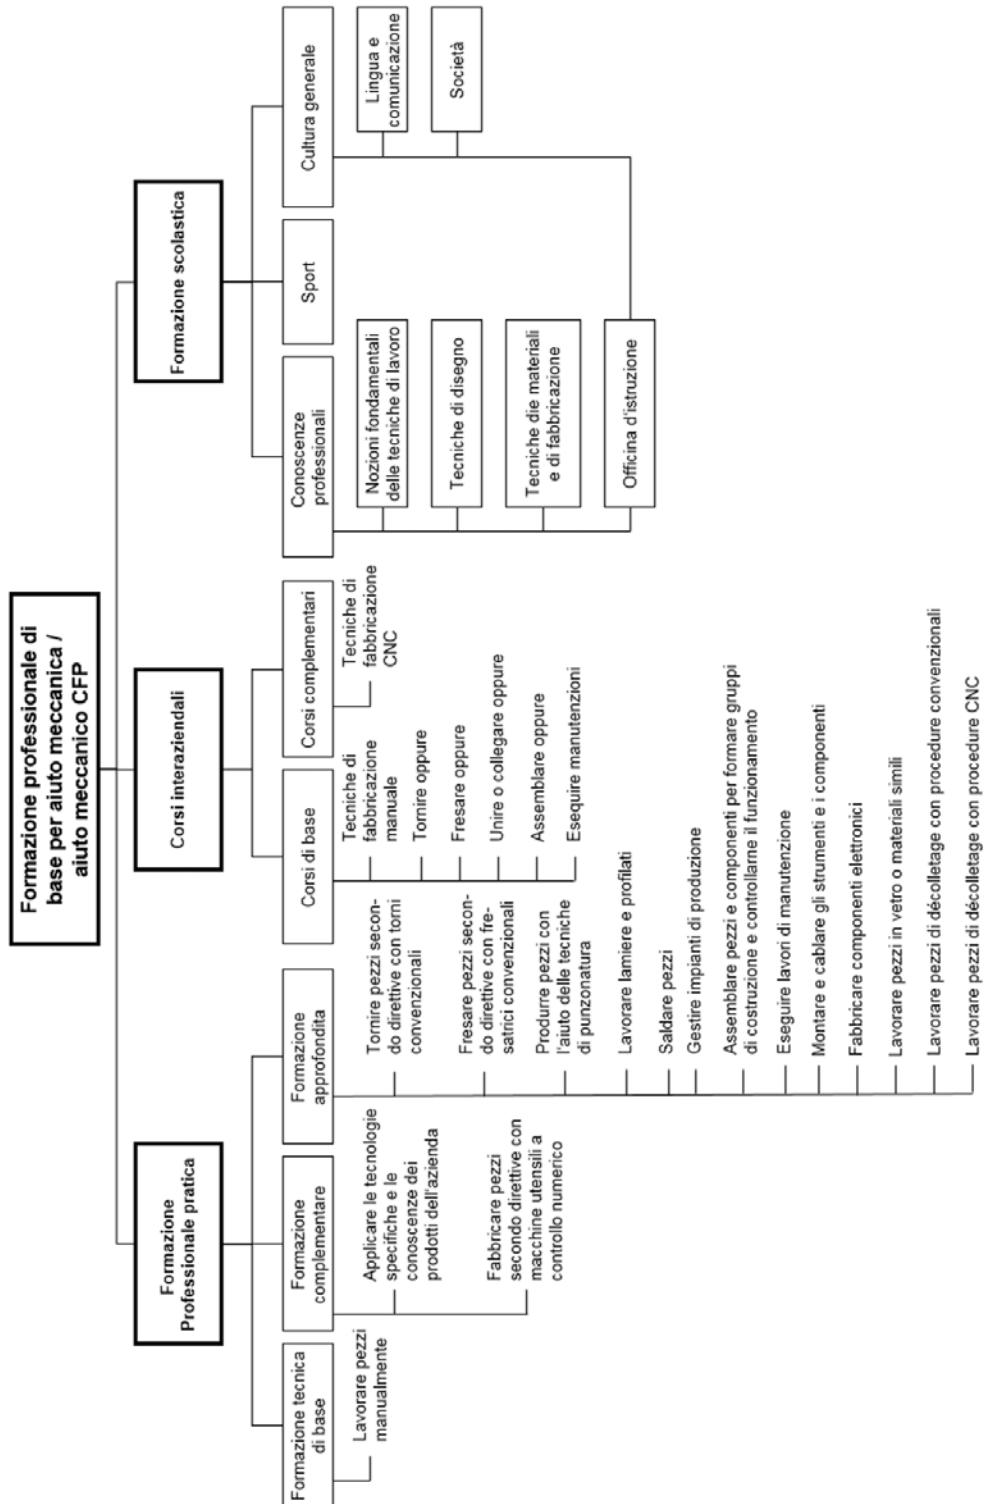 Formazione professionale di
base per aiuto meccanica /
aiuto meccanico CFP
Formazione
Professionale pratica
Corsi interaziendali
Formazione scolastica
Formazione tecnica
di base
Formazione
complementare
Formazione
approfondita
Corsi di base
Corsi complementari
Conoscenze
professionali
Sport
Cultura generale
Lavorare pezzi
manualmente
Applicare le tecnologie
specifiche e le
conoscenze dei
prodotti dell'azienda
Fabbricare pezzi
secondo direttive con
macchine utensili a
controllo numerico
Tornire pezzi secon-
do direttive con torni
convenzionali
Fresare pezzi secon-
do direttive con fre-
satrici convenzionali
Produrre pezzi con
l'aiuto delle tecniche
di punzonatura
Lavorare lamiere e profilati
Saldare pezzi
Gestire impianti di produzione
Assemblare pezzi e componenti per formare gruppi
di costruzione e controllarne il funzionamento
Eseguire lavori di manutenzione
Montare e cablare gli strumenti e i componenti
Fabbricare componenti elettronici
Lavorare pezzi in vetro o materiali simili
Lavorare pezzi di décolletage con procedure convenzionali
Lavorare pezzi di décolletage con procedure CNC
Tecniche di
fabbricazione
manuale
Tornire oppure
Fresare oppure
Unire o collegare oppure
Assemblare oppure
Esequire manutenzioni
Tecniche di
fabbricazione
CNC
Nozioni fondamentali
delle tecniche di lavoro
Tecniche di disegno
Tecniche die materiali
e di fabbricazione
Officina d'istruzione
Lingua e
comunicazione
Società